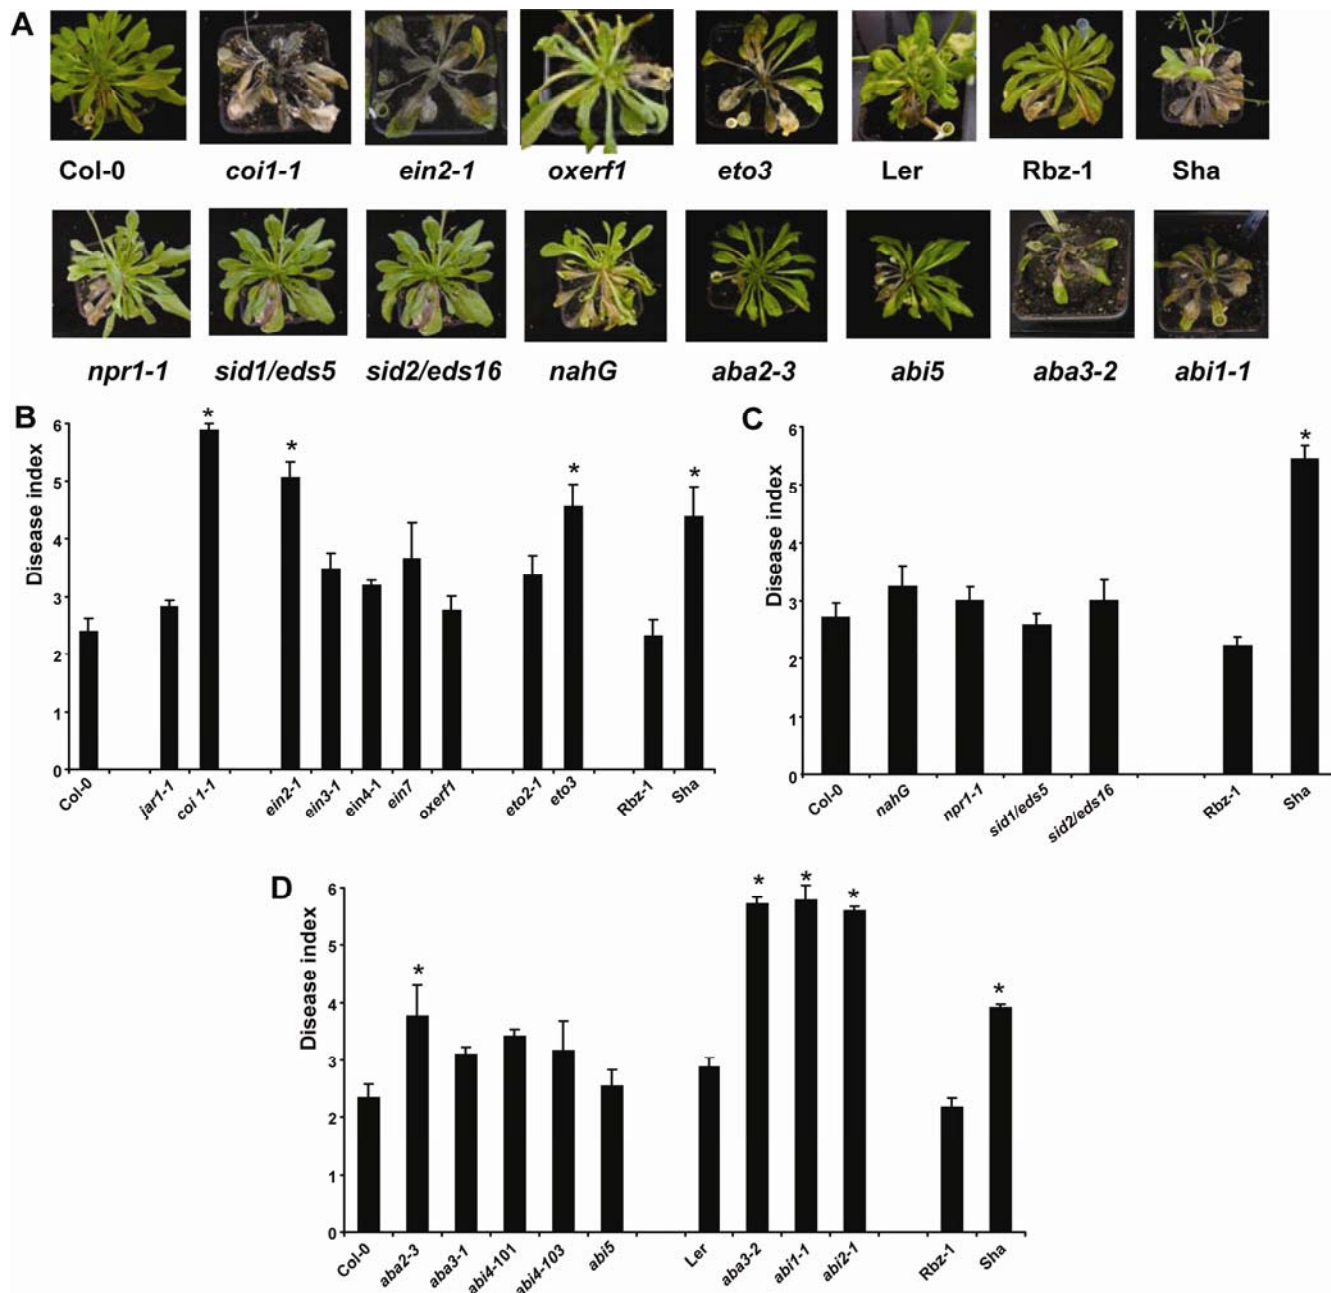 A
Col-0 coi1-1 ein2-1 oxerf1 eto3 Ler Rbz-1 Sha
npr1-1 sid1/eds5 sid2/eds16 nahG aba2-3 abi5 aba3-2 abi1-1
B
Disease index
6
5
4
3
2
1
0
* * * *
Col-0 jar1-1 coi 1-1 ein2-1 ein3-1 ein4-1 ein7 oxerf1 eto2-1 eto3 Rbz-1 Sha
C
Disease index
6
5
4
3
2
1
0
*
Col-0 nahG npr1-1 sid1/eds5 sid2/eds16 Rbz-1 Sha
D
Disease index
6
5
4
3
2
1
0
* * * * *
Col-0 aba2-3 aba3-1 abi4-101 abi4-103 abi5 Ler aba3-2 abi1-1 abi2-1 Rbz-1 Sha